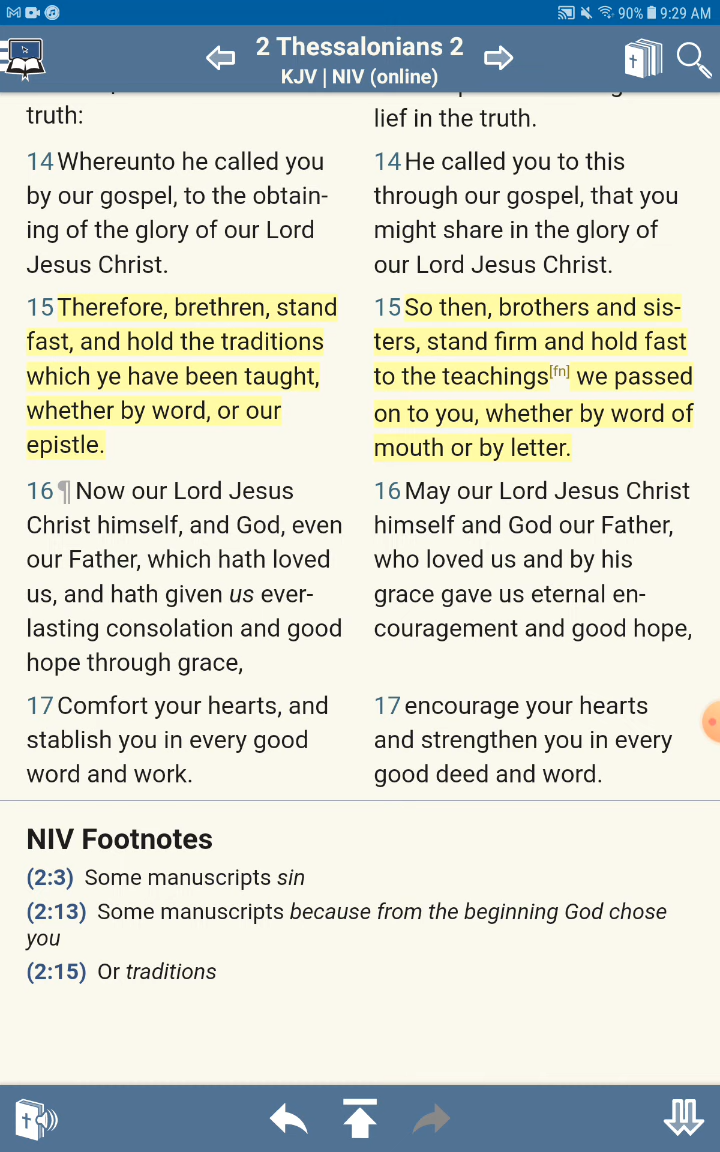 90% 9:29 AM
2 Thessalonians 2
KJV | NIV (online)
truth:
14 Whereunto he called you
by our gospel, to the obtain-
ing of the glory of our Lord
Jesus Christ.
15 Therefore, brethren, stand
fast, and hold the traditions
which ye have been taught,
whether by word, or our
epistle.
16 ¶ Now our Lord Jesus
Christ himself, and God, even
our Father, which hath loved
us, and hath given us ever-
lasting consolation and good
hope through grace,
17 Comfort your hearts, and
stablish you in every good
word and work.
lief in the truth.
14 He called you to this
through our gospel, that you
might share in the glory of
our Lord Jesus Christ.
15 So then, brothers and sis-
ters, stand firm and hold fast
to the teachings[fn] we passed
on to you, whether by word of
mouth or by letter.
16 May our Lord Jesus Christ
himself and God our Father,
who loved us and by his
grace gave us eternal en-
couragement and good hope,
17 encourage your hearts
and strengthen you in every
good deed and word.
NIV Footnotes
(2:3) Some manuscripts sin
(2:13) Some manuscripts because from the beginning God chose
you
(2:15) Or traditions